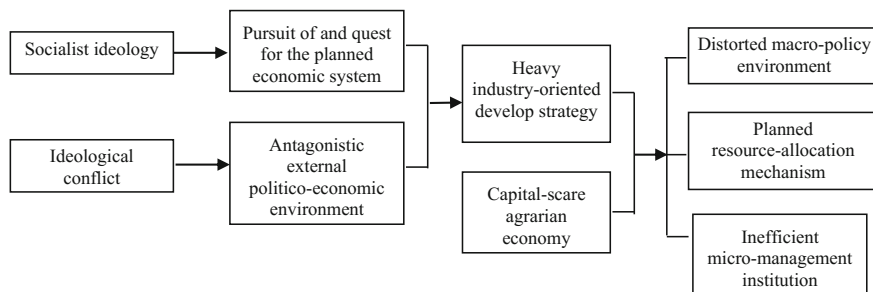 Socialist ideology
Pursuit of and quest
for the planned
economic system
Ideological
conflict
Antagonistic
external
politico-economic
environment
Heavy
industry-oriented
develop strategy
Capital-scare
agrarian
economy
Distorted macro-policy
environment
Planned
resource-allocation
mechanism
Inefficient
micro-management
institution